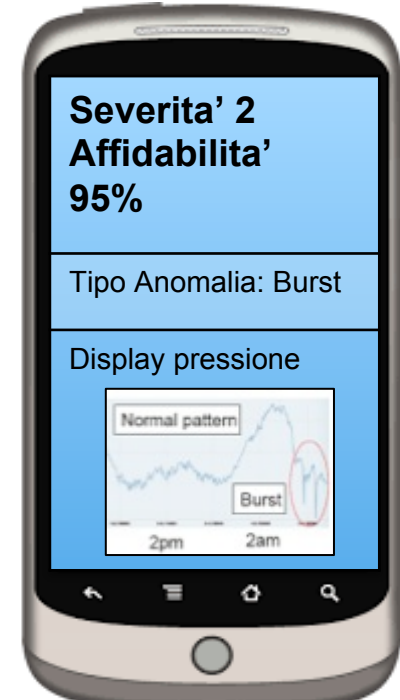 Severita’ 2
Affidabilita’
95%
Tipo Anomalia: Burst
Display pressione
Normal pattern
Burst
2pm 2am